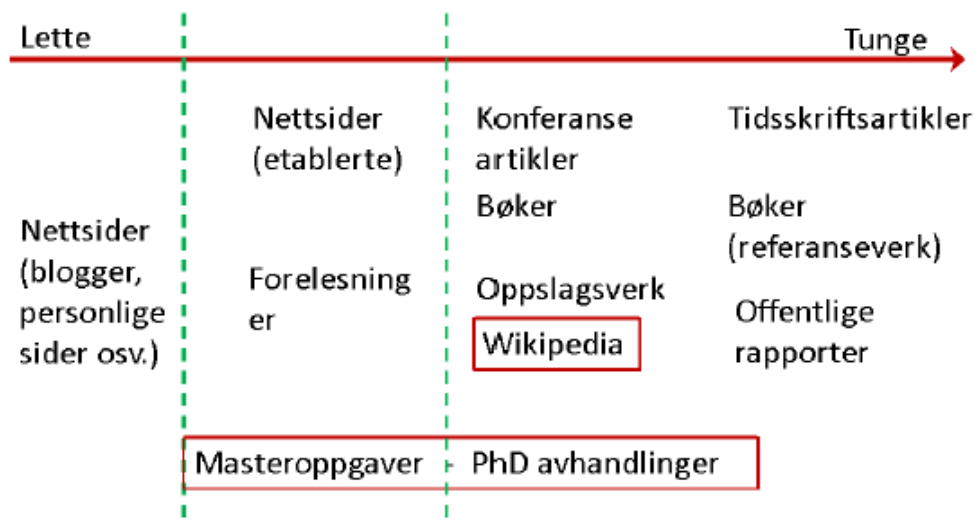 Lette
Tunge
Nettsider
(blogger,
personlige
sider osv.)
Nettsider
(etablerte)
Forelesning
er
Konferanse
artikler
Bøker
Oppslagsverk
Wikipedia
Tidsskriftsartikler
Bøker
(referanseverk)
Offentlige
rapporter
Masteroppgaver - PhD avhandlinger